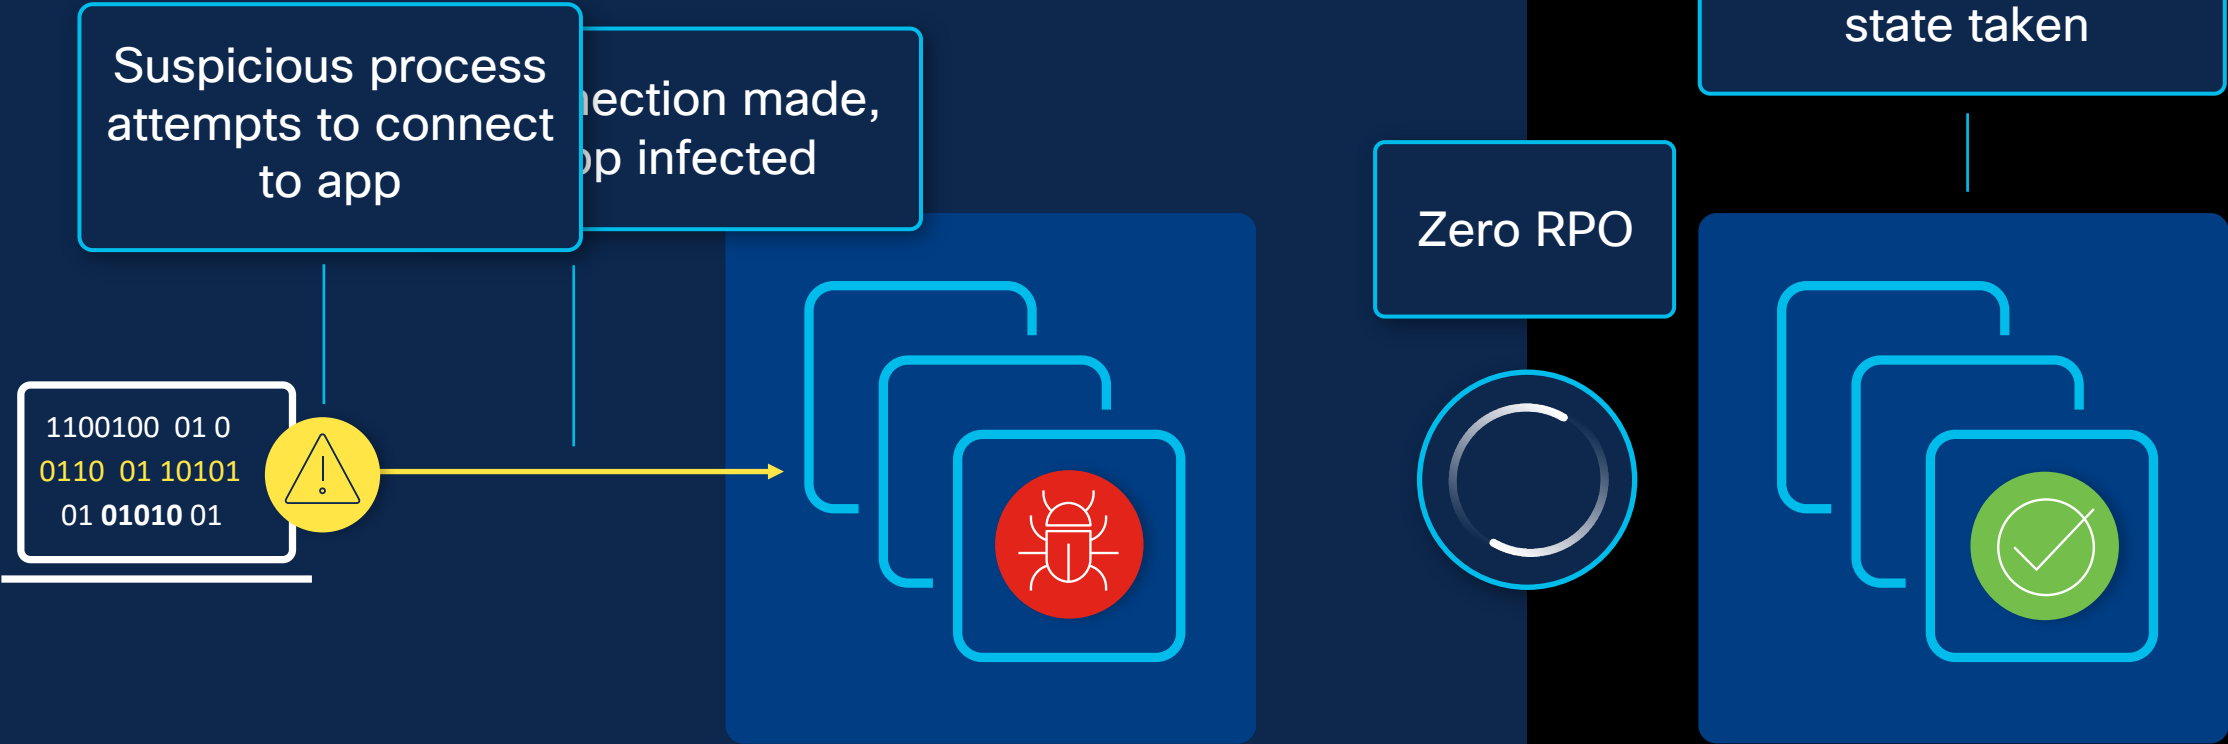 Suspicious process
attempts to connect
to app
made,
infected
state taken
Zero RPO
1100100 01 0
0110 01 10101
01 01010 01